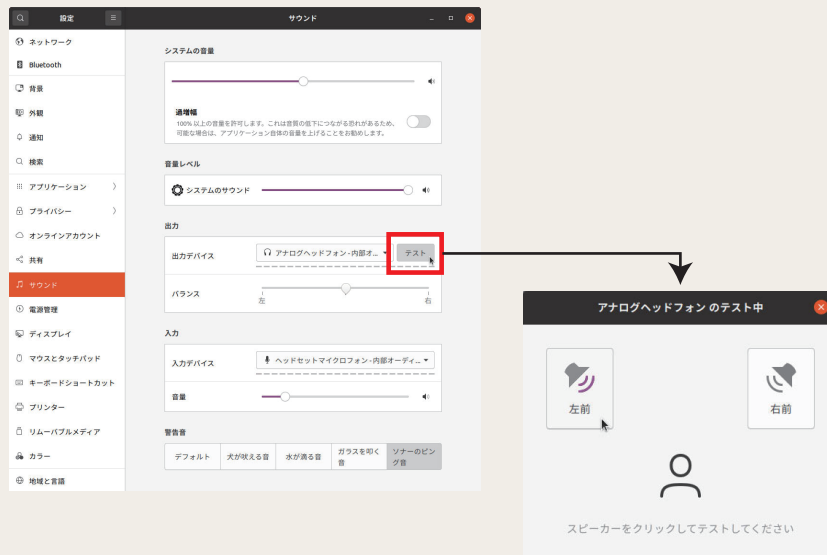 設定
サウンド
ネットワーク
Bluetooth
背景
外観
通知
検索
アプリケーション
プライバシー
オンラインアカウント
共有
サウンド
電源管理
ディスプレイ
マウスとタッチパッド
キーボードショートカット
プリンター
リムーバブルメディア
カラー
地域と言語
システムの音量
過増幅
100% 以上の音量を許可します。これは音質の低下につながる恐れがあるため、
可能な場合は、アプリケーション自体の音量を上げることをお勧めします。
音量レベル
システムのサウンド
出力
出力デバイス
アナログヘッドフォン - 内部オ...
テスト
バランス
左
右
入力
入力デバイス
ヘッドセットマイクロフォン - 内部オーディ...
音量
警告音
デフォルト
犬が吠える音
水が滴る音
ガラスを叩く
音
ソナーのピン
グ音
アナログヘッドフォン のテスト中
左前
右前
スピーカーをクリックしてテストしてください